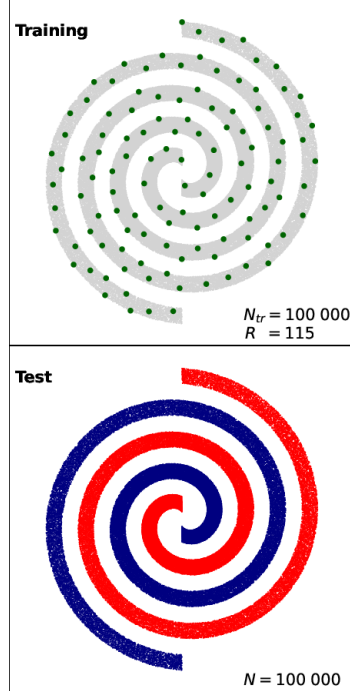 Training
N_tr = 100 000
R = 115
Test
N = 100 000